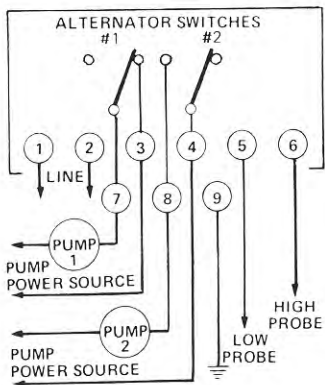 ALTERNATOR SWITCHES
#1 #2
1 2 3 4 5 6
LINE
7 8 9
PUMP
1
PUMP
POWER SOURCE
HIGH
PROBE
PUMP
2
LOW
PROBE
PUMP
POWER SOURCE